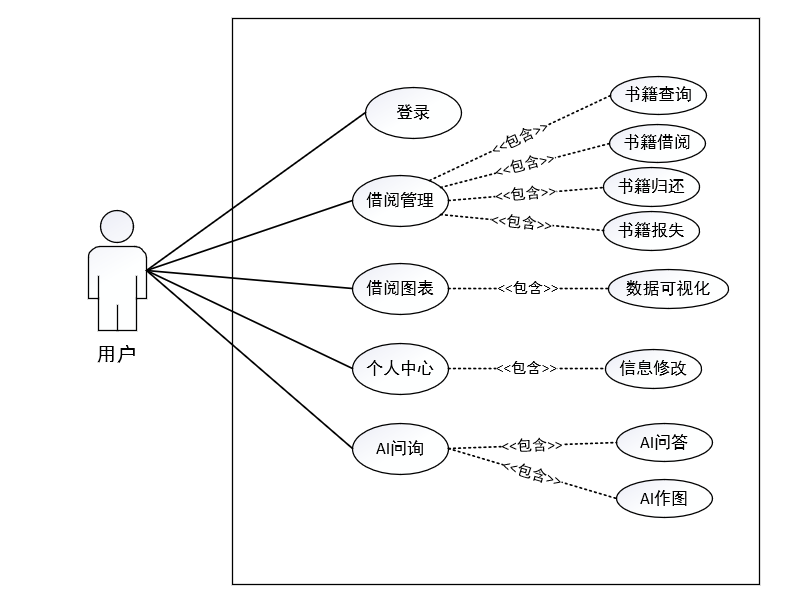 登录
书籍查询
<<包含>>
书籍借阅
<<包含>>
借阅管理
<<包含>>
书籍归还
<<包含>>
书籍报失
借阅图表
<<包含>>
数据可视化
用户
个人中心
<<包含>>
信息修改
AI问询
<<包含>>
AI问答
<<包含>>
AI作图